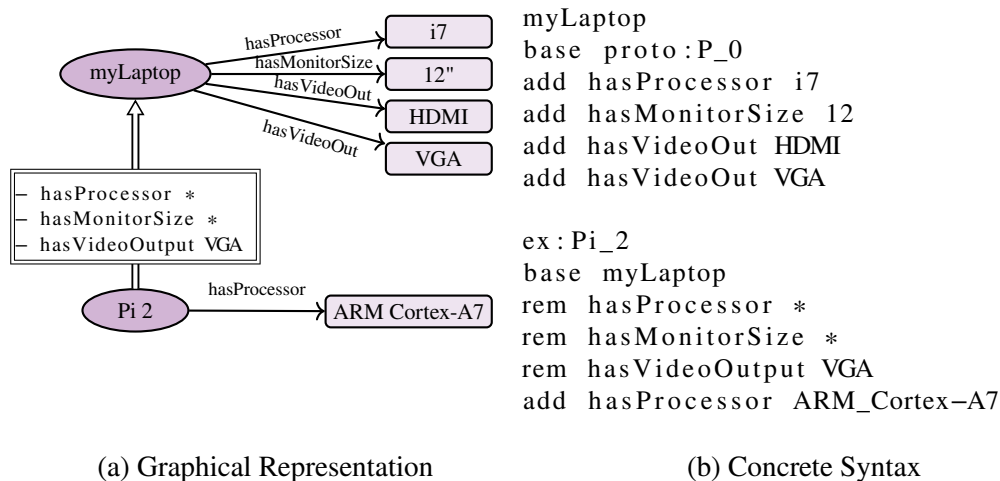 hasProcessor
i7
myLaptop
hasMonitorSize
12"
hasVideoOut
HDMI
hasVideoOut
VGA
− hasProcessor *
− hasMonitorSize *
− hasVideoOutput VGA
hasProcessor
Pi 2
ARM Cortex-A7
(a) Graphical Representation
myLaptop
base proto:P_0
add hasProcessor i7
add hasMonitorSize 12
add hasVideoOut HDMI
add hasVideoOut VGA
ex:Pi_2
base myLaptop
rem hasProcessor *
rem hasMonitorSize *
rem hasVideoOutput VGA
add hasProcessor ARM_Cortex−A7
(b) Concrete Syntax